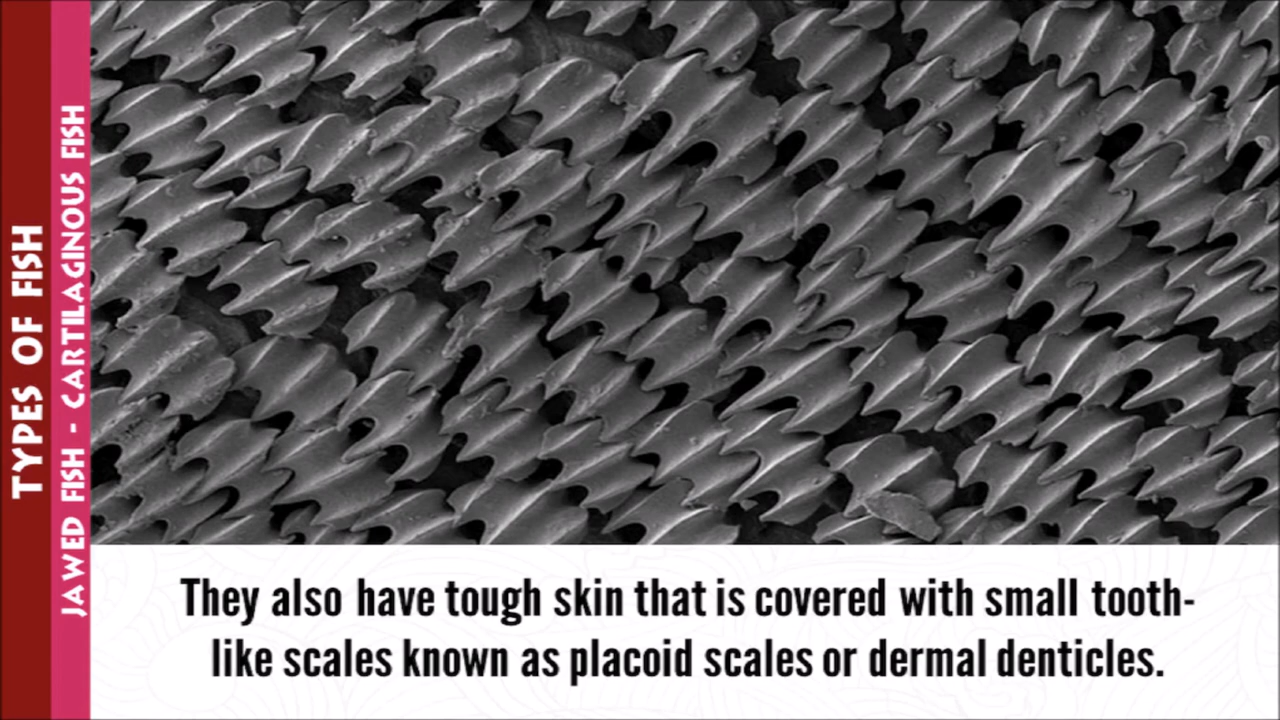 TYPES OF FISH
JAWED FISH - CARTILAGINOUS FISH
They also have tough skin that is covered with small tooth-
like scales known as placoid scales or dermal denticles.